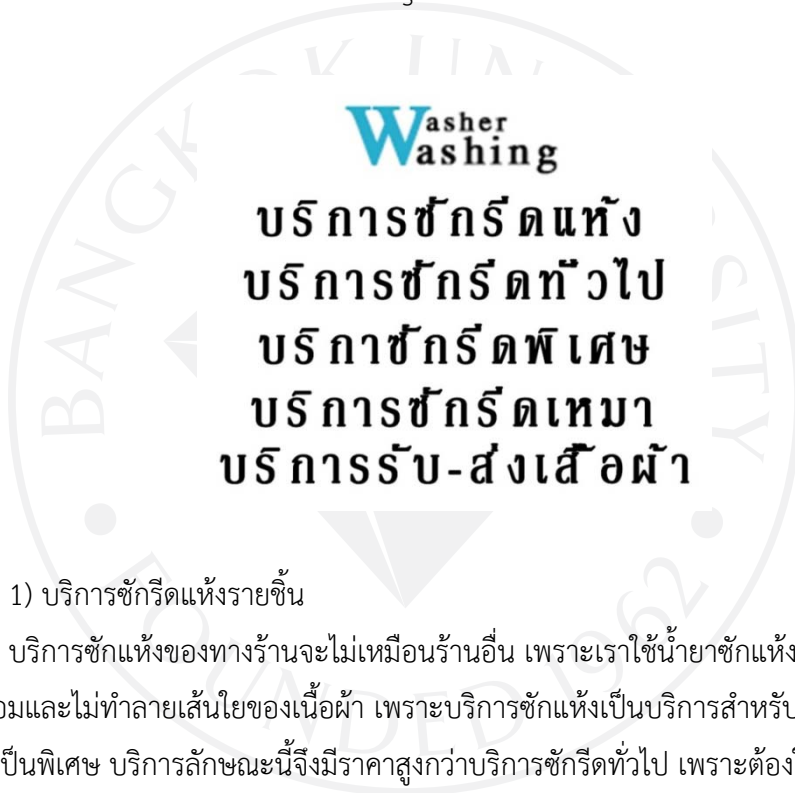 Washer
Washing
บริการซักรีดแห้ง
บริการซักรีดทั่วไป
บริกาซักรีดพิเศษ
บริการซักรีดเหมา
บริการรับ-ส่งเสื้อผ้า
1) บริการซักรีดแห้งรายชิ้น
บริการซักแห้งของทางร้านจะไม่เหมือนร้านอื่น เพราะเราใช้น้ำยาซักแห้ง
อมและไม่ทำลายเส้นใยของเนื้อผ้า เพราะบริการซักแห้งเป็นบริการสำหรับ
เป็นพิเศษ บริการลักษณะนี้จึงมีราคาสูงกว่าบริการซักรีดทั่วไป เพราะต้อง
BANGKOK UNIVERSITY
FOUNDED 1962